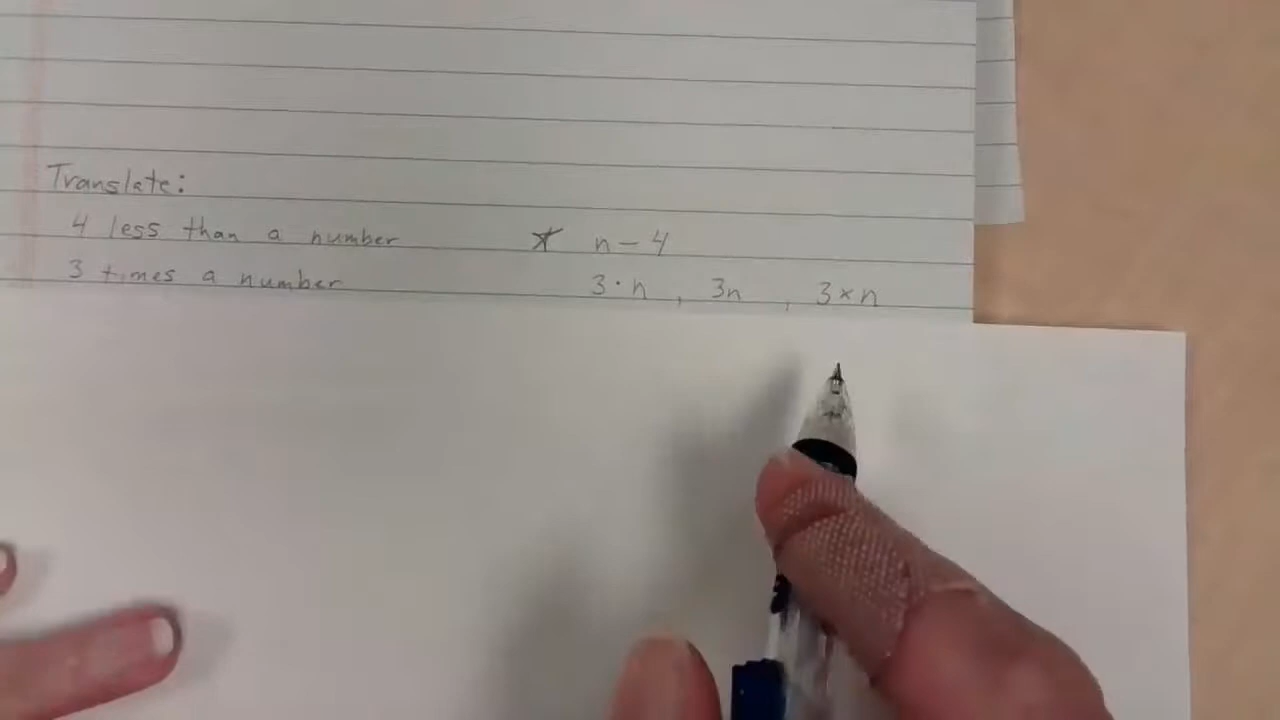 Translate:
4 less than a number * n - 4
3 times a number 3 · n , 3n , 3 × n